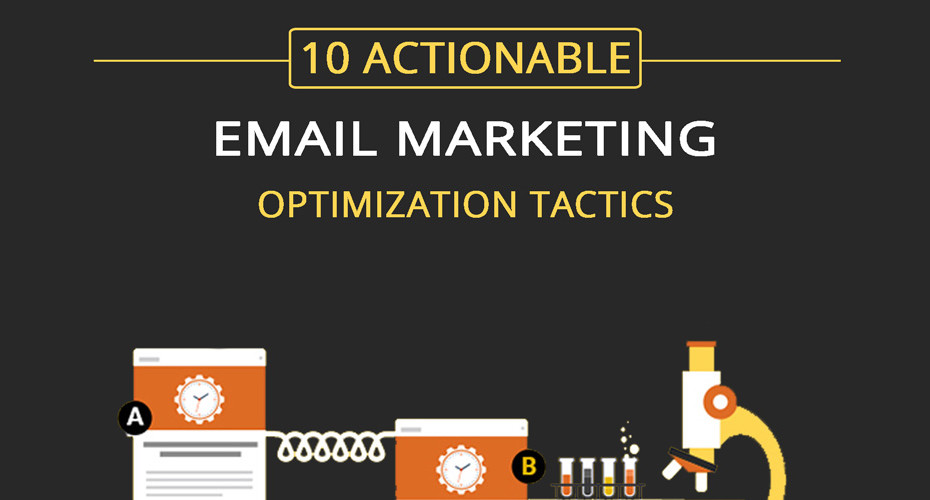 10 ACTIONABLE
EMAIL MARKETING
OPTIMIZATION TACTICS
A
B